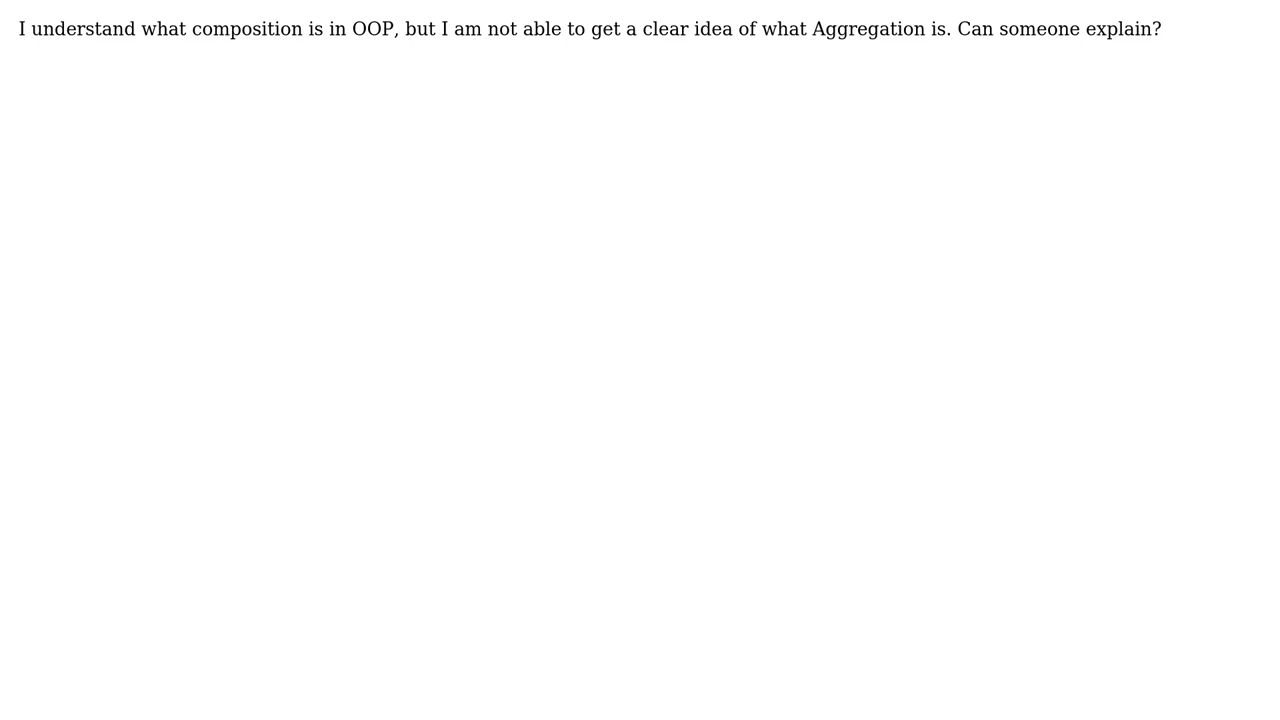 I understand what composition is in OOP, but I am not able to get a clear idea of what Aggregation is. Can someone explain?